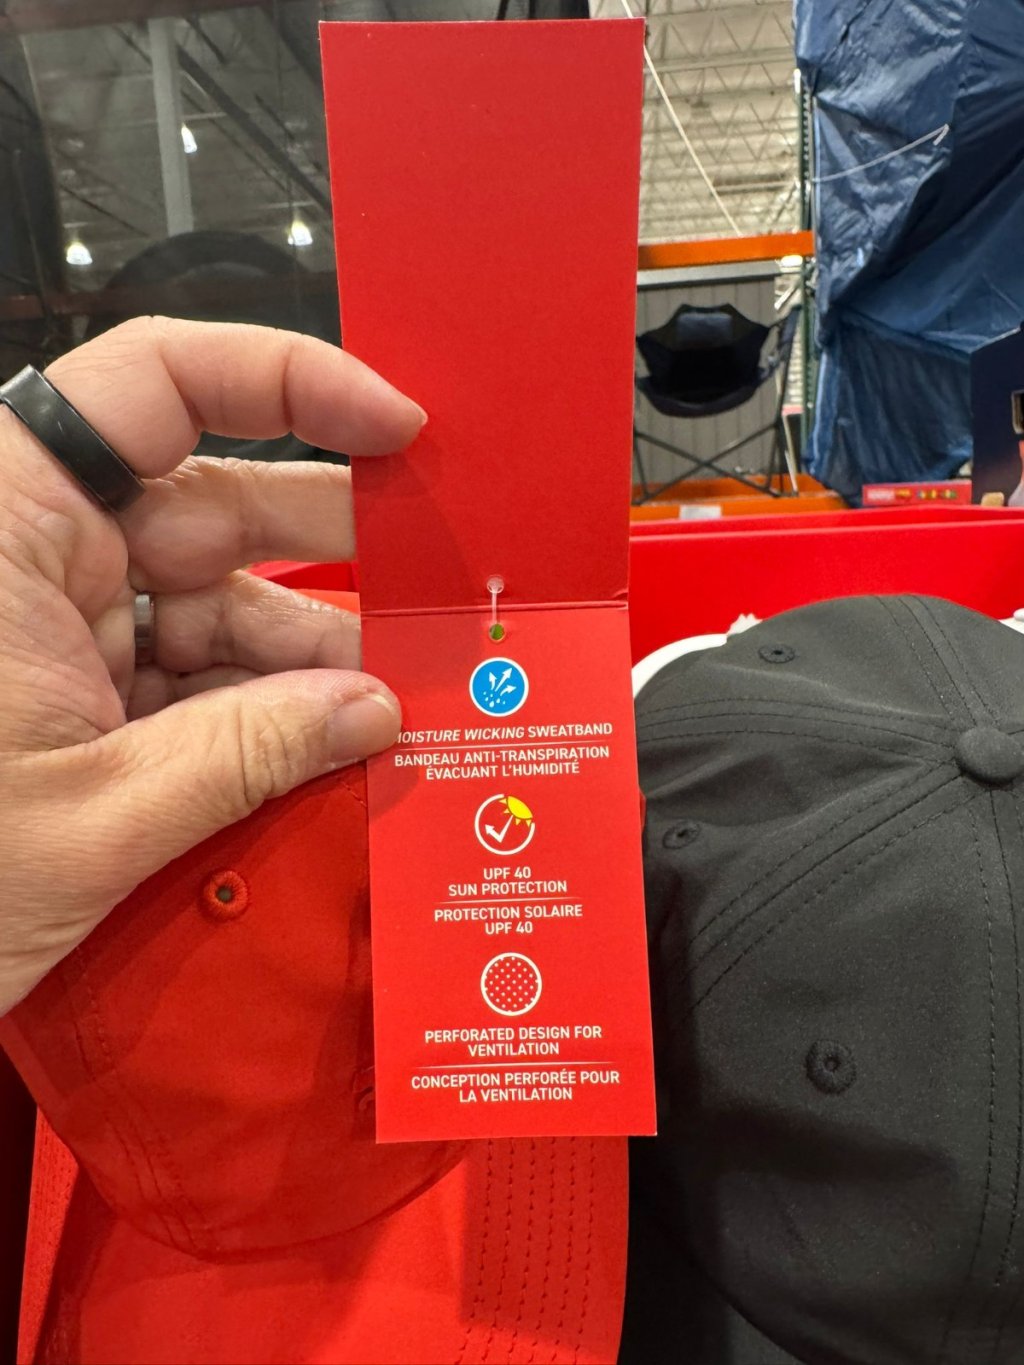 MOISTURE WICKING SWEATBAND
BANDEAU ANTI-TRANSPIRATION
ÉVACUANT L'HUMIDITÉ
UPF 40
SUN PROTECTION
PROTECTION SOLAIRE
UPF 40
PERFORATED DESIGN FOR
VENTILATION
CONCEPTION PERFORÉE POUR
LA VENTILATION